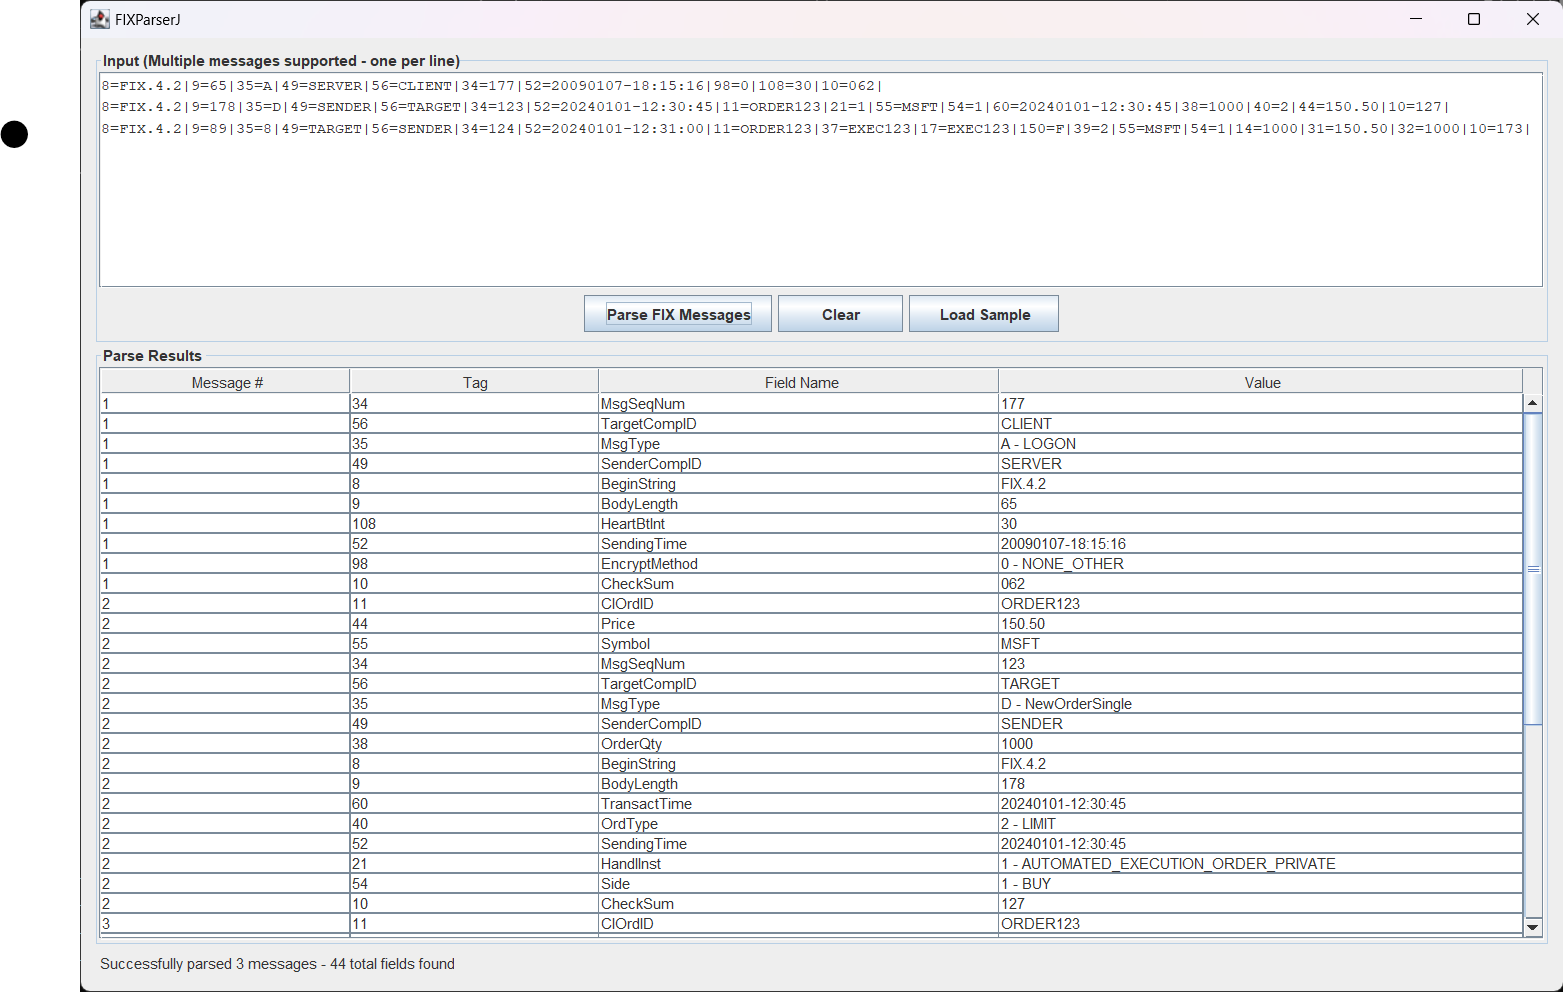 FIXParserJ
Input (Multiple messages supported - one per line)
8=FIX.4.2|9=65|35=A|49=SERVER|56=CLIENT|34=177|52=20090107-18:15:16|98=0|108=30|10=062|
8=FIX.4.2|9=178|35=D|49=SENDER|56=TARGET|34=123|52=20240101-12:30:45|11=ORDER123|21=1|55=MSFT|54=1|60=20240101-12:30:45|38=1000|40=2|44=150.50|10=127|
8=FIX.4.2|9=89|35=8|49=TARGET|56=SENDER|34=124|52=20240101-12:31:00|11=ORDER123|37=EXEC123|17=EXEC123|150=F|39=2|55=MSFT|54=1|14=1000|31=150.50|32=1000|10=173|
Parse FIX Messages Clear Load Sample
Parse Results
Message # Tag Field Name Value
1 34 MsgSeqNum 177
1 56 TargetCompID CLIENT
1 35 MsgType A - LOGON
1 49 SenderCompID SERVER
1 8 BeginString FIX.4.2
1 9 BodyLength 65
1 108 HeartBtInt 30
1 52 SendingTime 20090107-18:15:16
1 98 EncryptMethod 0 - NONE_OTHER
1 10 CheckSum 062
2 11 ClOrdID ORDER123
2 44 Price 150.50
2 55 Symbol MSFT
2 34 MsgSeqNum 123
2 56 TargetCompID TARGET
2 35 MsgType D - NewOrderSingle
2 49 SenderCompID SENDER
2 38 OrderQty 1000
2 8 BeginString FIX.4.2
2 9 BodyLength 178
2 60 TransactTime 20240101-12:30:45
2 40 OrdType 2 - LIMIT
2 52 SendingTime 20240101-12:30:45
2 21 HandlInst 1 - AUTOMATED_EXECUTION_ORDER_PRIVATE
2 54 Side 1 - BUY
2 10 CheckSum 127
3 11 ClOrdID ORDER123
Successfully parsed 3 messages - 44 total fields found